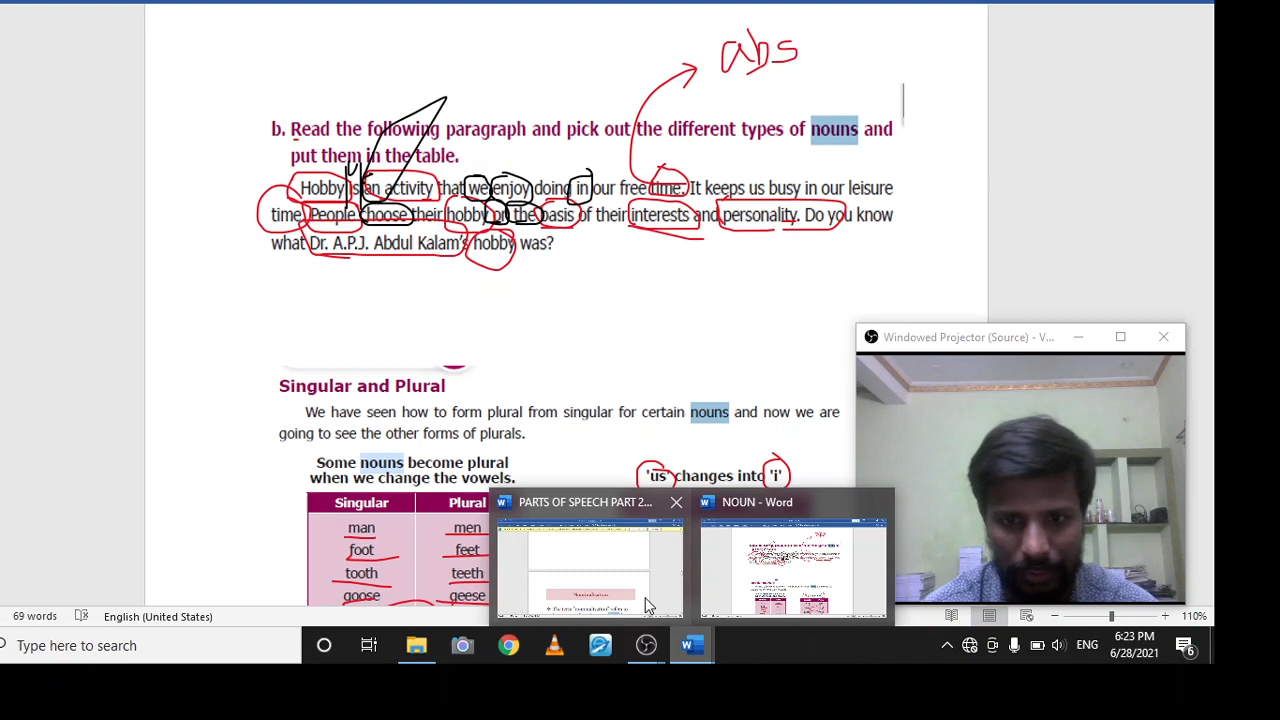 abs
b. Read the following paragraph and pick out the different types of nouns and
put them in the table.
Hobby is an activity that we enjoy doing in our free time. It keeps us busy in our leisure
time. People choose their hobby on the basis of their interests and personality. Do you know
what Dr. A.P.J. Abdul Kalam's hobby was?
Windowed Projector (Source) - V...
Singular and Plural
We have seen how to form plural from singular for certain nouns and now we are
going to see the other forms of plurals.
Some nouns become plural
when we change the vowels.
'us' changes into 'i'
Singular Plural
man men
foot feet
tooth teeth
goose geese
PARTS OF SPEECH PART 2...
NOUN - Word
Nominalisation
69 words
English (United States)
110%
Type here to search
ENG
6:23 PM
6/28/2021
6